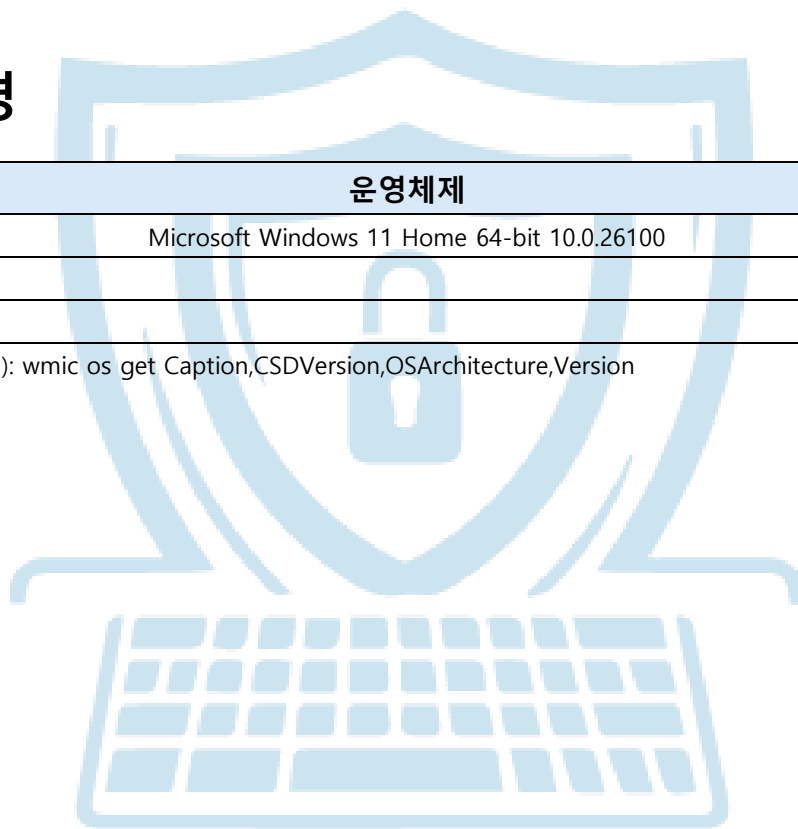 명
운영체제
Microsoft Windows 11 Home 64-bit 10.0.26100
): wmic os get Caption,CSDVersion,OSArchitecture,Version